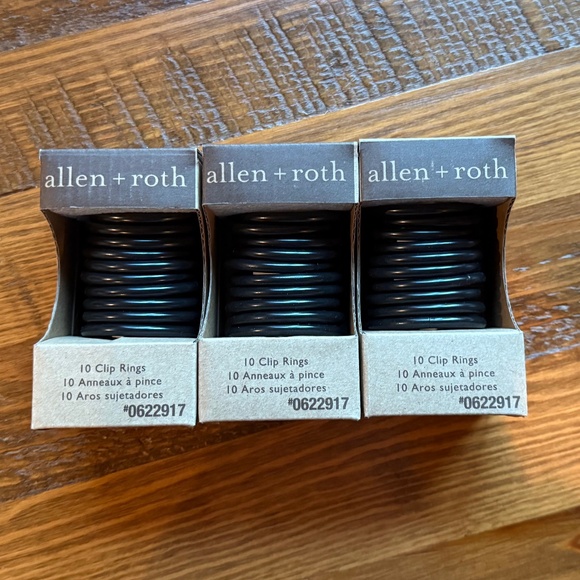 allen + roth
10 Clip Rings
10 Anneaux à pince
10 Aros sujetadores
#0622917
allen + roth
10 Clip Rings
10 Anneaux à pince
10 Aros sujetadores
#0622917
allen + roth
10 Clip Rings
10 Anneaux à pince
10 Aros sujetadores
#0622917